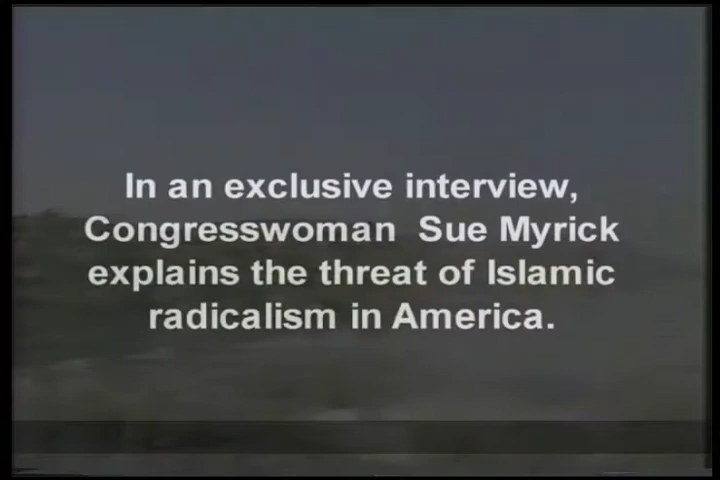 In an exclusive interview,
Congresswoman  Sue Myrick
explains the threat of Islamic
radicalism in America.